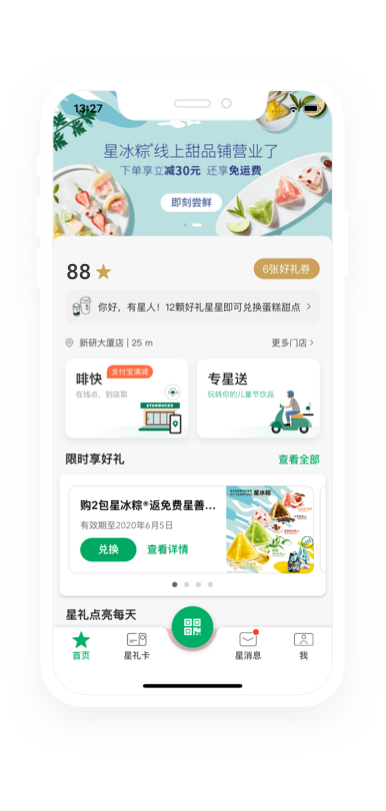 13:27
星冰粽®线上甜品铺营业了
下单享立减30元 还享免运费
即刻尝鲜
88
6张好礼券
你好，有星人！12颗好礼星星即可兑换蛋糕甜点
新研大厦店 | 25 m
更多门店
啡快
支付宝满减
在线点，到店取
STARBUCKS
专星送
玩转你的儿童节饮品
限时享好礼
查看全部
购2包星冰粽®返免费星善...
有效期至2020年6月5日
兑换
查看详情
星冰粽
星礼点亮每天
首页
星礼卡
星消息
我